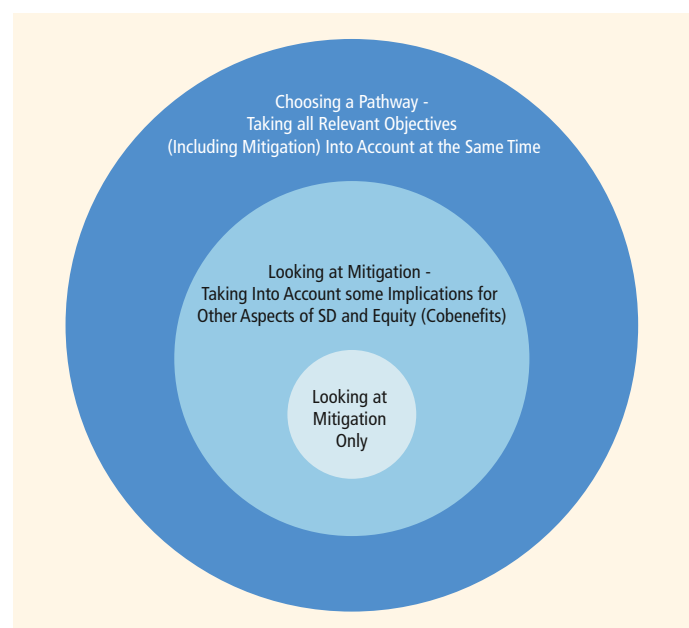 Choosing a Pathway -
Taking all Relevant Objectives
(Including Mitigation) Into Account at the Same Time
Looking at Mitigation -
Taking Into Account some Implications for
Other Aspects of SD and Equity (Cobenefits)
Looking at
Mitigation
Only